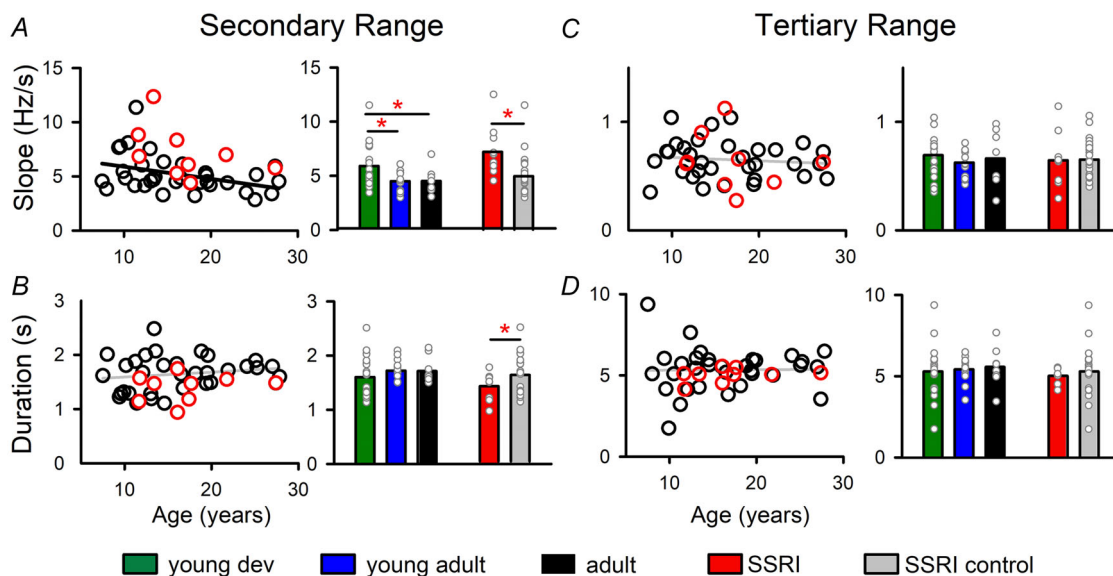 A Secondary Range C Tertiary Range
Slope (Hz/s)
15
10
5
0
10 20 30
15
10
5
0
* * *
1
0
10 20 30
1
0
B
Duration (s)
3
2
1
0
10 20 30
Age (years)
3
2
1
0
*
D
10
5
0
10 20 30
Age (years)
10
5
0
young dev young adult adult SSRI SSRI control